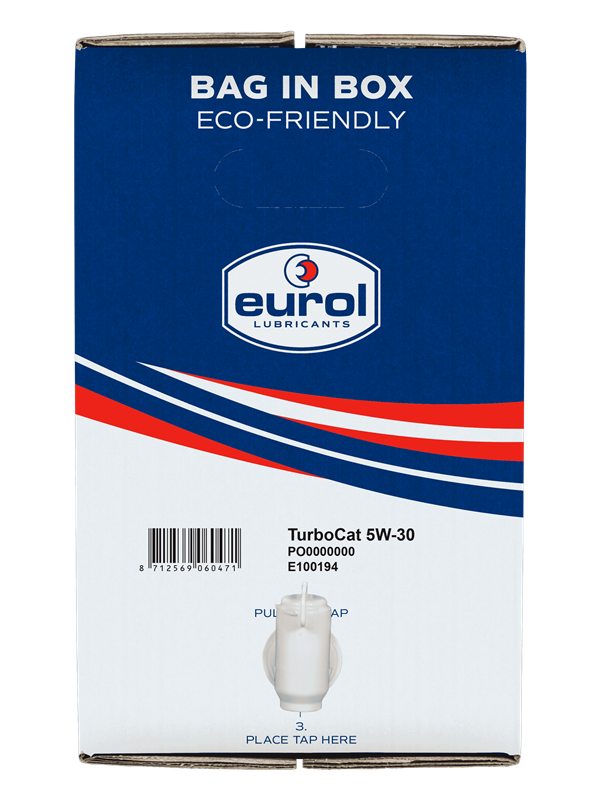 BAG IN BOX
ECO-FRIENDLY
eurol
LUBRICANTS
TurboCat 5W-30
PO0000000
E100194
8 712569 060471
3.
PLACE TAP HERE